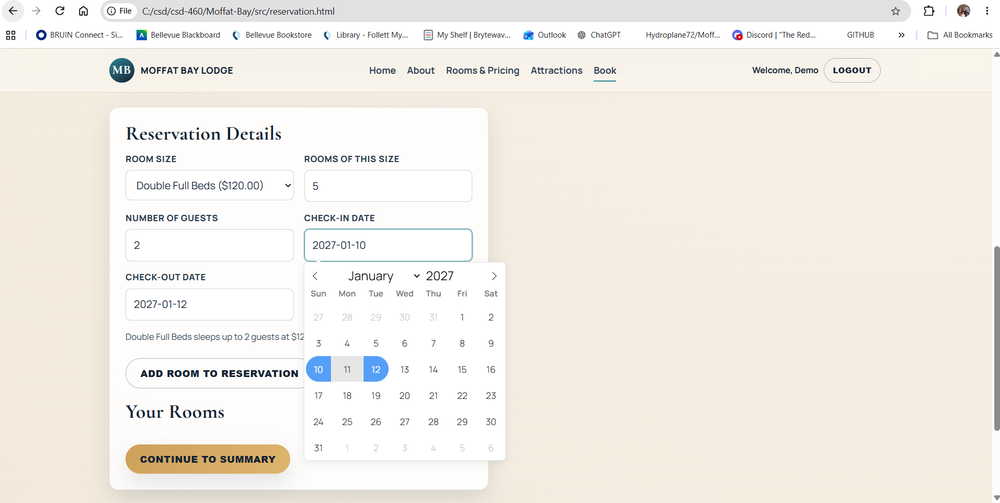 File C:/csd/csd-460/Moffat-Bay/src/reservation.html
BRUIN Connect - Si... Bellevue Blackboard Bellevue Bookstore Library - Follett My... My Shelf | Brytewav... Outlook ChatGPT Hydroplane72/Moff... Discord | "The Red... GITHUB » All Bookmarks
MB MOFFAT BAY LODGE Home About Rooms & Pricing Attractions Book Welcome, Demo LOGOUT
Reservation Details
ROOM SIZE ROOMS OF THIS SIZE
Double Full Beds ($120.00) 5
NUMBER OF GUESTS CHECK-IN DATE
2 2027-01-10
CHECK-OUT DATE
2027-01-12
Double Full Beds sleeps up to 2 guests at $12
ADD ROOM TO RESERVATION
Your Rooms
CONTINUE TO SUMMARY
January 2027
Sun Mon Tue Wed Thu Fri Sat
27 28 29 30 31 1 2
3 4 5 6 7 8 9
10 11 12 13 14 15 16
17 18 19 20 21 22 23
24 25 26 27 28 29 30
31 1 2 3 4 5 6